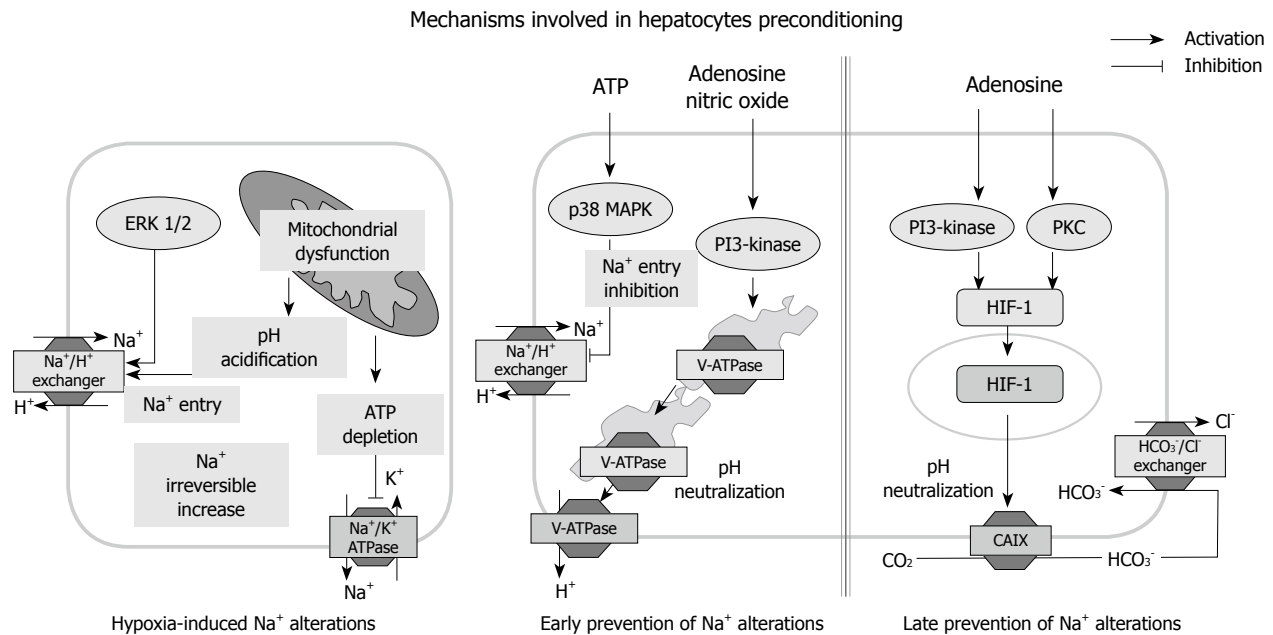 Mechanisms involved in hepatocytes preconditioning
Activation
Inhibition
ERK 1/2
Mitochondrial
dysfunction
Na⁺
Na⁺/H⁺
exchanger
H⁺
pH
acidification
Na⁺ entry
ATP
depletion
Na⁺
irreversible
increase
K⁺
Na⁺/K⁺
ATPase
Na⁺
Hypoxia-induced Na⁺ alterations
ATP
Adenosine
nitric oxide
p38 MAPK
PI3-kinase
Na⁺ entry
inhibition
Na⁺
Na⁺/H⁺
exchanger
H⁺
V-ATPase
V-ATPase
pH
neutralization
V-ATPase
H⁺
Early prevention of Na⁺ alterations
Adenosine
PI3-kinase
PKC
HIF-1
HIF-1
Cl⁻
HCO₃⁻/Cl⁻
exchanger
pH
neutralization
HCO₃⁻
CAIX
CO₂
HCO₃⁻
Late prevention of Na⁺ alterations